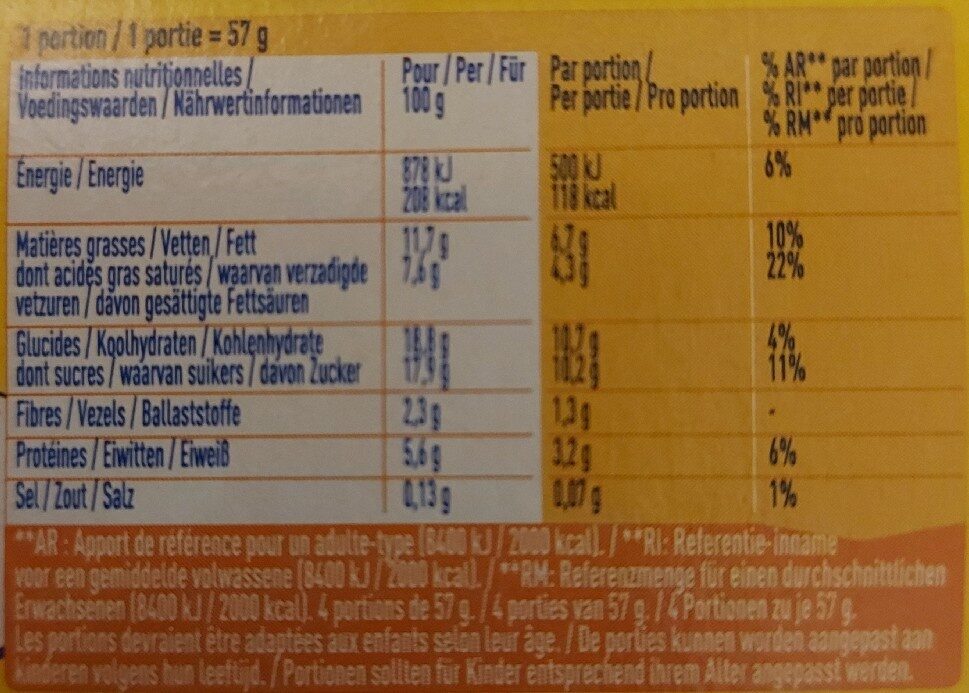 1 portion / 1 portie = 57 g
Informations nutritionnelles / Pour / Per / Für Par portion / % AR** par portion /
Voedingswaarden / Nährwertinformationen 100 g Per portie / Pro portion % RI** per portie /
% RM** pro portion
Énergie / Energie 878 kJ 500 kJ 6%
208 kcal 118 kcal
Matières grasses / Vetten / Fett 11,7 g 6,7 g 10%
dont acides gras saturés / waarvan verzadigde 7,6 g 4,3 g 22%
vetzuren / davon gesättigte Fettsäuren
Glucides / Koolhydraten / Kohlenhydrate 18,8 g 10,7 g 4%
dont sucres / waarvan suikers / davon Zucker 17,9 g 10,2 g 11%
Fibres / Vezels / Ballaststoffe 2,3 g 1,3 g -
Protéines / Eiwitten / Eiweiß 5,6 g 3,2 g 6%
Sel / Zout / Salz 0,13 g 0,07 g 1%
**AR : Apport de référence pour un adulte-type (8400 kJ / 2000 kcal). / **RI: Referentie-Inname
voor een gemiddelde volwassene (8400 kJ / 2000 kcal). / **RM: Referenzmenge für einen durchschnittlichen
Erwachsenen (8400 kJ / 2000 kcal). 4 portions de 57 g. / 4 porties van 57 g. / 4 Portionen zu je 57 g.
Les portions devraient être adaptées aux enfants selon leur âge. / De porties kunnen worden aangepast aan
kinderen volgens hun leeftijd. / Portionen sollten für Kinder entsprechend ihrem Alter angepasst werden.